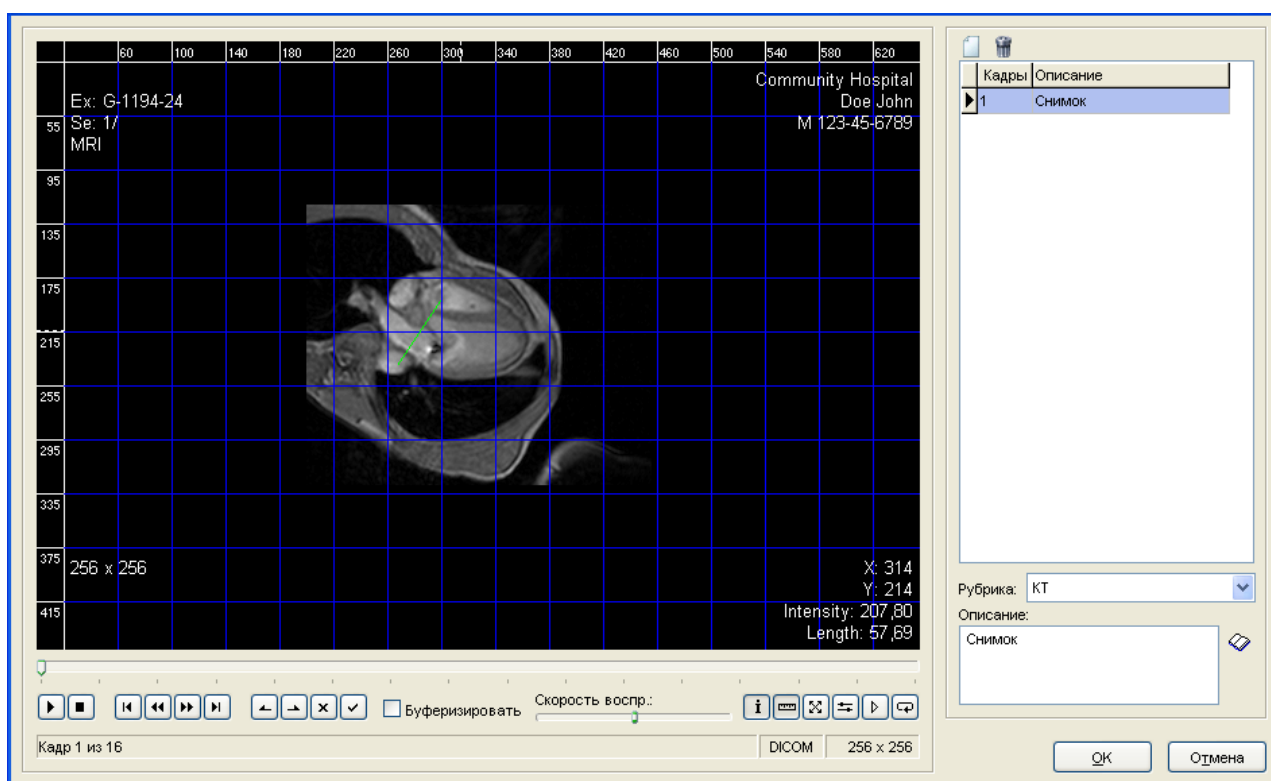 60 100 140 180 220 260 300 340 380 420 460 500 540 580 620
Community Hospital
Ex: G-1194-24
Doe John
55
Se: 1/
M 123-45-6789
MRI
95
135
175
215
255
295
335
375
256 x 256
X: 314
Y: 214
415
Intensity: 207,80
Length: 57,69
Буферизировать
Скорость воспр.:
Кадр 1 из 16
DICOM
256 x 256
Кадры Описание
1 Снимок
Рубрика: КТ
Описание:
Снимок
OK
Отмена